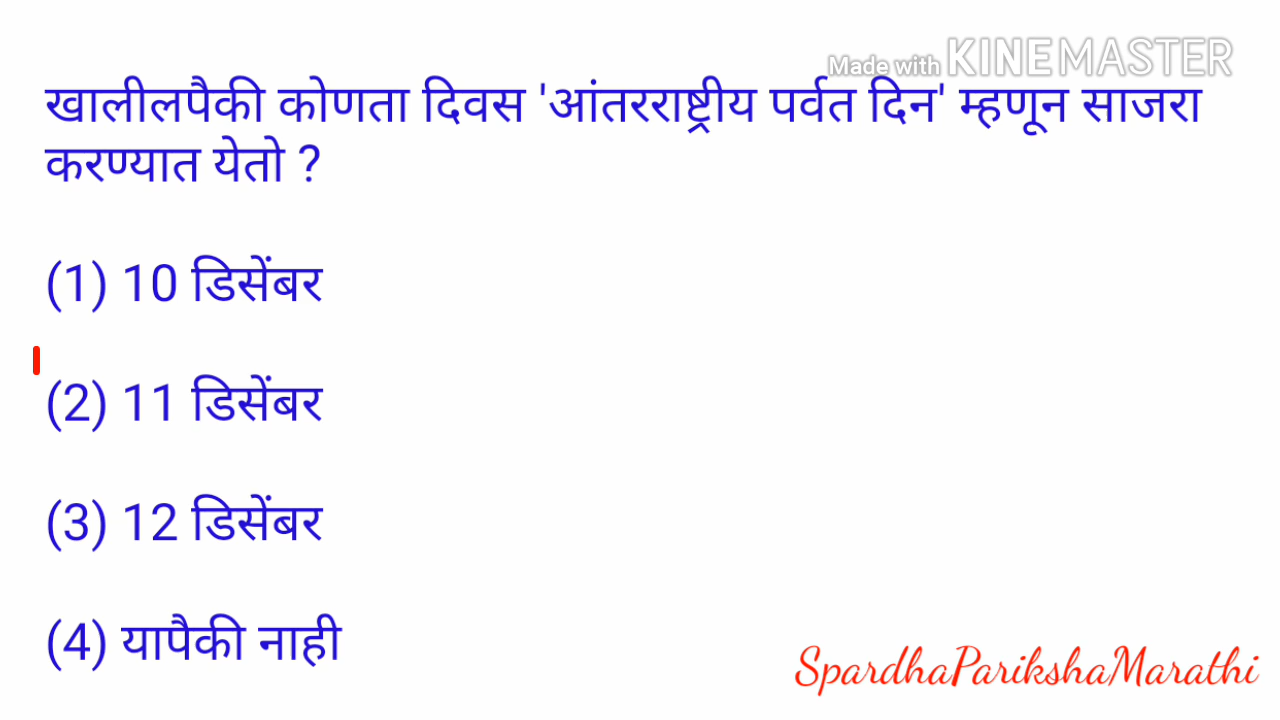 Made with KINEMASTER
खालीलपैकी कोणता दिवस 'आंतरराष्ट्रीय पर्वत दिन' म्हणून साजरा
करण्यात येतो ?
(1) 10 डिसेंबर
(2) 11 डिसेंबर
(3) 12 डिसेंबर
(4) यापैकी नाही
SpardhaParikshaMarathi